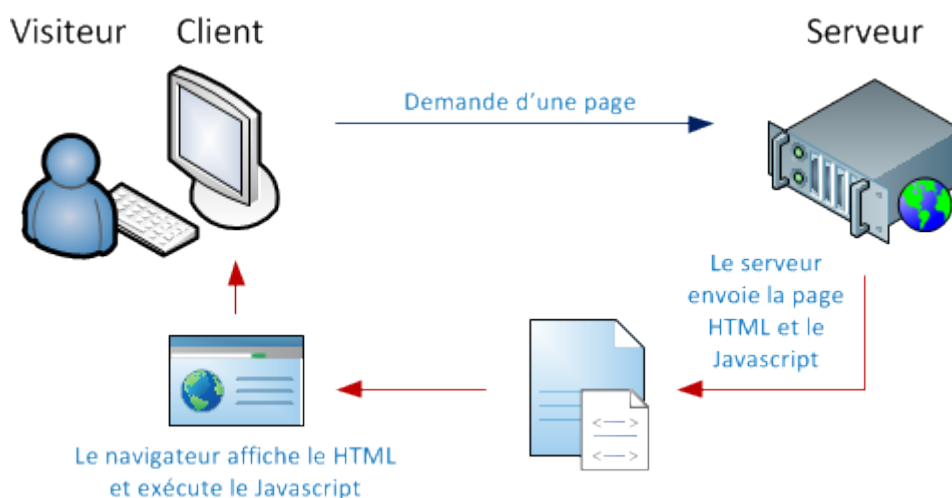 Visiteur
Client
Serveur
Demande d'une page
Le serveur
envoie la page
HTML et le
Javascript
Le navigateur affiche le HTML
et exécute le Javascript